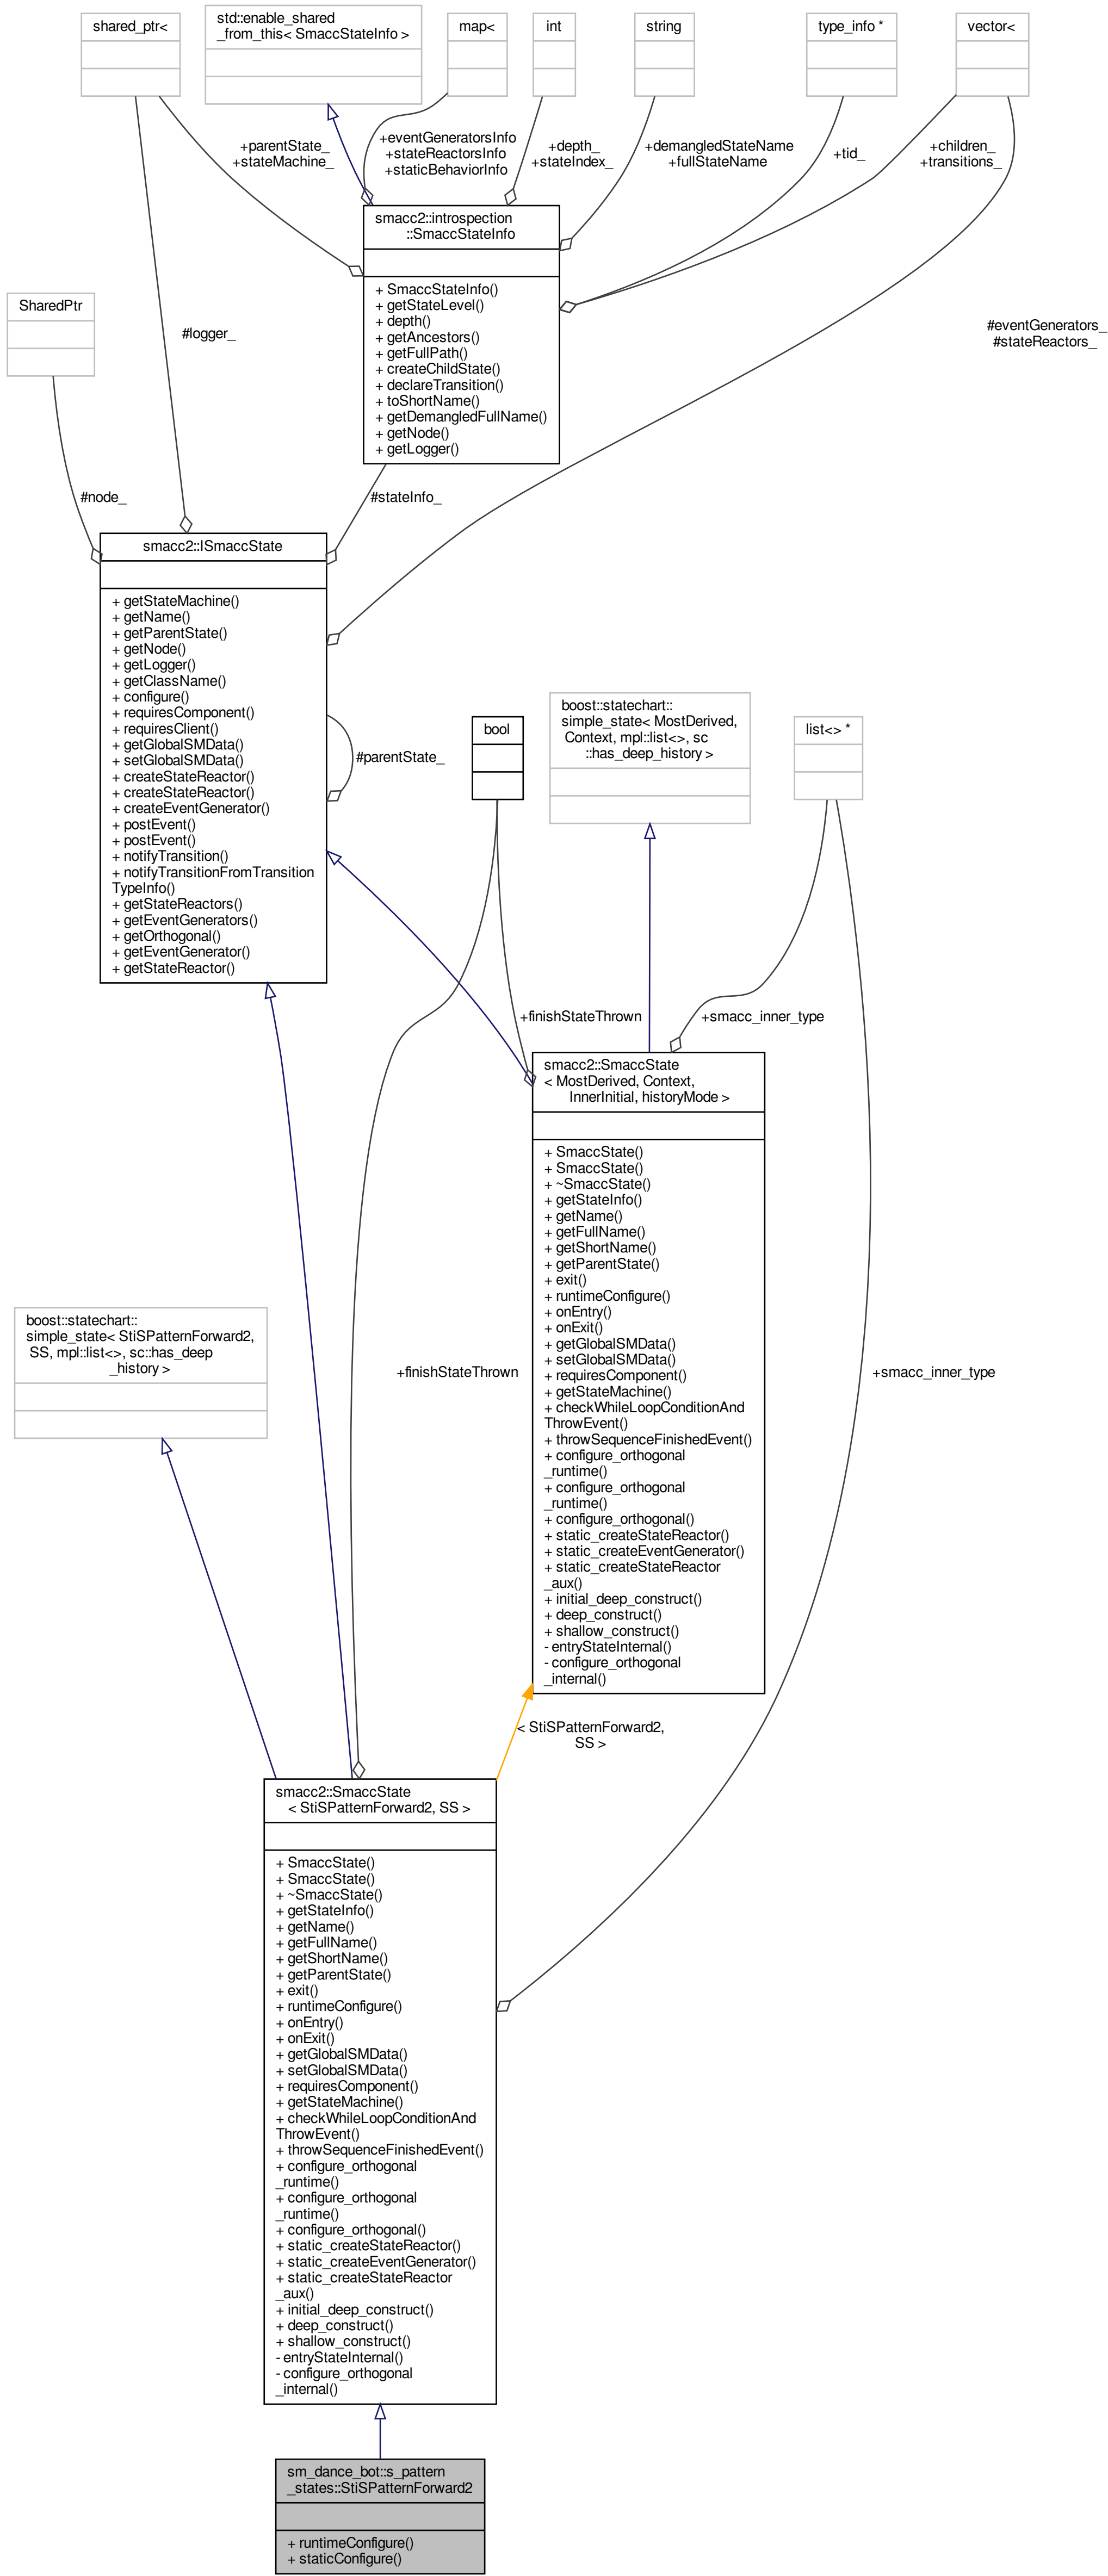 shared_ptr<
std::enable_shared
_from_this< SmaccStateInfo >
map<
int
string
type_info *
vector<
+parentState_
+stateMachine_
+eventGeneratorsInfo
+stateReactorsInfo
+staticBehaviorInfo
+depth_
+stateIndex_
+demangledStateName
+fullStateName
+tid_
+children_
+transitions_
smacc2::introspection
::SmaccStateInfo
+ SmaccStateInfo()
+ getStateLevel()
+ depth()
+ getAncestors()
+ getFullPath()
+ createChildState()
+ declareTransition()
+ toShortName()
+ getDemangledFullName()
+ getNode()
+ getLogger()
SharedPtr
#logger_
#eventGenerators_
#stateReactors_
#node_
#stateInfo_
smacc2::ISmaccState
+ getStateMachine()
+ getName()
+ getParentState()
+ getNode()
+ getLogger()
+ getClassName()
+ configure()
+ requiresComponent()
+ requiresClient()
+ getGlobalSMData()
+ setGlobalSMData()
+ createStateReactor()
+ createStateReactor()
+ createEventGenerator()
+ postEvent()
+ postEvent()
+ notifyTransition()
+ notifyTransitionFromTransition
TypeInfo()
+ getStateReactors()
+ getEventGenerators()
+ getOrthogonal()
+ getEventGenerator()
+ getStateReactor()
#parentState_
bool
boost::statechart::
simple_state< MostDerived,
Context, mpl::list<>, sc
::has_deep_history >
list<> *
+finishStateThrown
+smacc_inner_type
smacc2::SmaccState
< MostDerived, Context,
InnerInitial, historyMode >
+ SmaccState()
+ SmaccState()
+ ~SmaccState()
+ getStateInfo()
+ getName()
+ getFullName()
+ getShortName()
+ getParentState()
+ exit()
+ runtimeConfigure()
+ onEntry()
+ onExit()
+ getGlobalSMData()
+ setGlobalSMData()
+ requiresComponent()
+ getStateMachine()
+ checkWhileLoopConditionAnd
ThrowEvent()
+ throwSequenceFinishedEvent()
+ configure_orthogonal
_runtime()
+ configure_orthogonal
_runtime()
+ configure_orthogonal()
+ static_createStateReactor()
+ static_createEventGenerator()
+ static_createStateReactor
_aux()
+ initial_deep_construct()
+ deep_construct()
+ shallow_construct()
- entryStateInternal()
- configure_orthogonal
_internal()
boost::statechart::
simple_state< StiSPatternForward2,
SS, mpl::list<>, sc::has_deep
_history >
+finishStateThrown
+smacc_inner_type
< StiSPatternForward2,
SS >
smacc2::SmaccState
< StiSPatternForward2, SS >
+ SmaccState()
+ SmaccState()
+ ~SmaccState()
+ getStateInfo()
+ getName()
+ getFullName()
+ getShortName()
+ getParentState()
+ exit()
+ runtimeConfigure()
+ onEntry()
+ onExit()
+ getGlobalSMData()
+ setGlobalSMData()
+ requiresComponent()
+ getStateMachine()
+ checkWhileLoopConditionAnd
ThrowEvent()
+ throwSequenceFinishedEvent()
+ configure_orthogonal
_runtime()
+ configure_orthogonal
_runtime()
+ configure_orthogonal()
+ static_createStateReactor()
+ static_createEventGenerator()
+ static_createStateReactor
_aux()
+ initial_deep_construct()
+ deep_construct()
+ shallow_construct()
- entryStateInternal()
- configure_orthogonal
_internal()
sm_dance_bot::s_pattern
_states::StiSPatternForward2
+ runtimeConfigure()
+ staticConfigure()